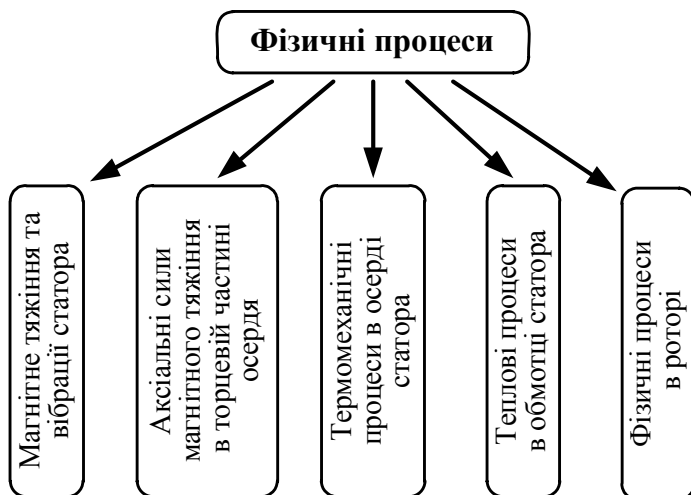 Фізичні процеси
Магнітне тяжіння та
вібрації статора
Аксіальні сили
магнітного тяжіння
в торцевій частині
осердя
Термомеханічні
процеси в осерді
статора
Теплові процеси
в обмотці статора
Фізичні процеси
в роторі